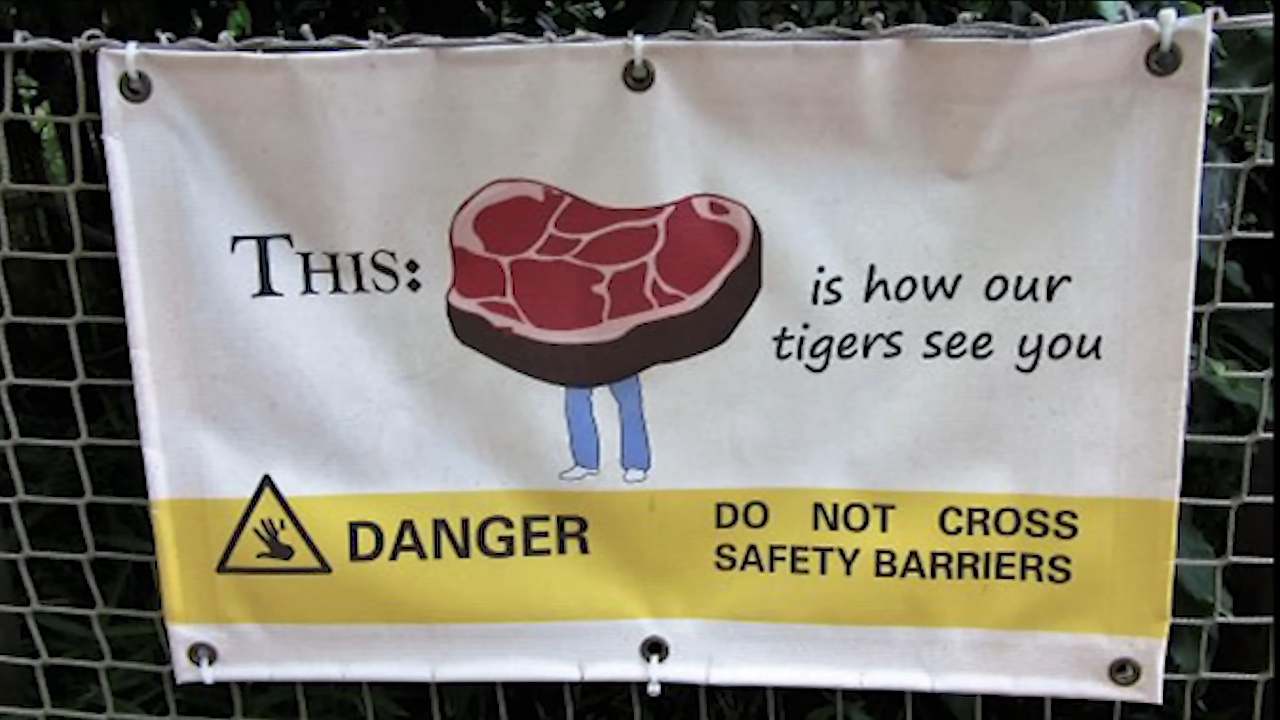 THIS:
is how our
tigers see you
DANGER
DO NOT CROSS
SAFETY BARRIERS